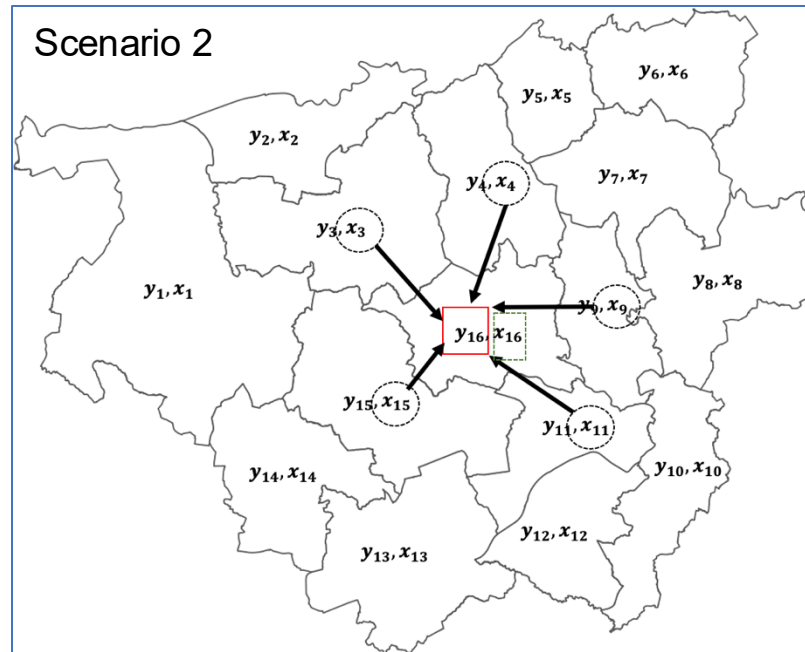 Scenario 2
y₅, x₅
y₆, x₆
y₂, x₂
y₄, x₄
y₇, x₇
y₃, x₃
y₁, x₁
y₈, x₈
y₉, x₉
y₁₆, x₁₆
y₁₅, x₁₅
y₁₁, x₁₁
y₁₄, x₁₄
y₁₀, x₁₀
y₁₂, x₁₂
y₁₃, x₁₃